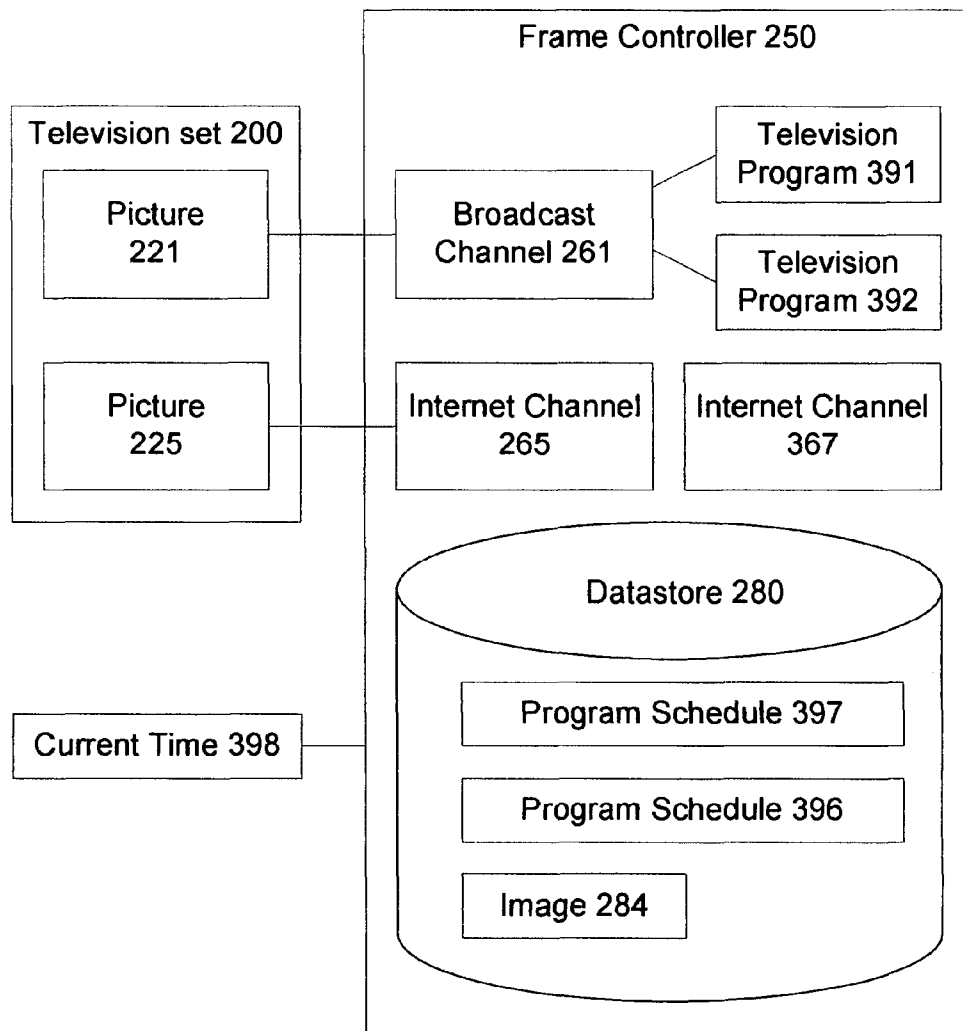 Frame Controller 250
Television set 200
Picture
221
Broadcast
Channel 261
Television
Program 391
Television
Program 392
Picture
225
Internet Channel
265
Internet Channel
367
Datastore 280
Program Schedule 397
Current Time 398
Program Schedule 396
Image 284